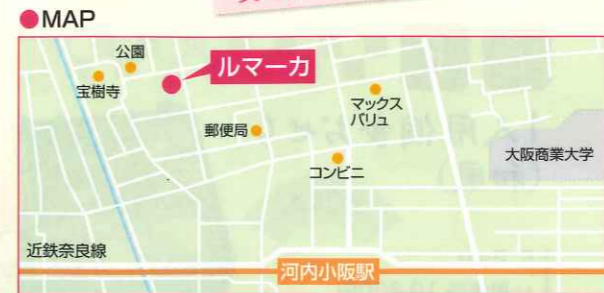 ●MAP
公園
宝樹寺
ルマーカ
郵便局
マックス
バリュ
コンビニ
大阪商業大学
近鉄奈良線
河内小阪駅